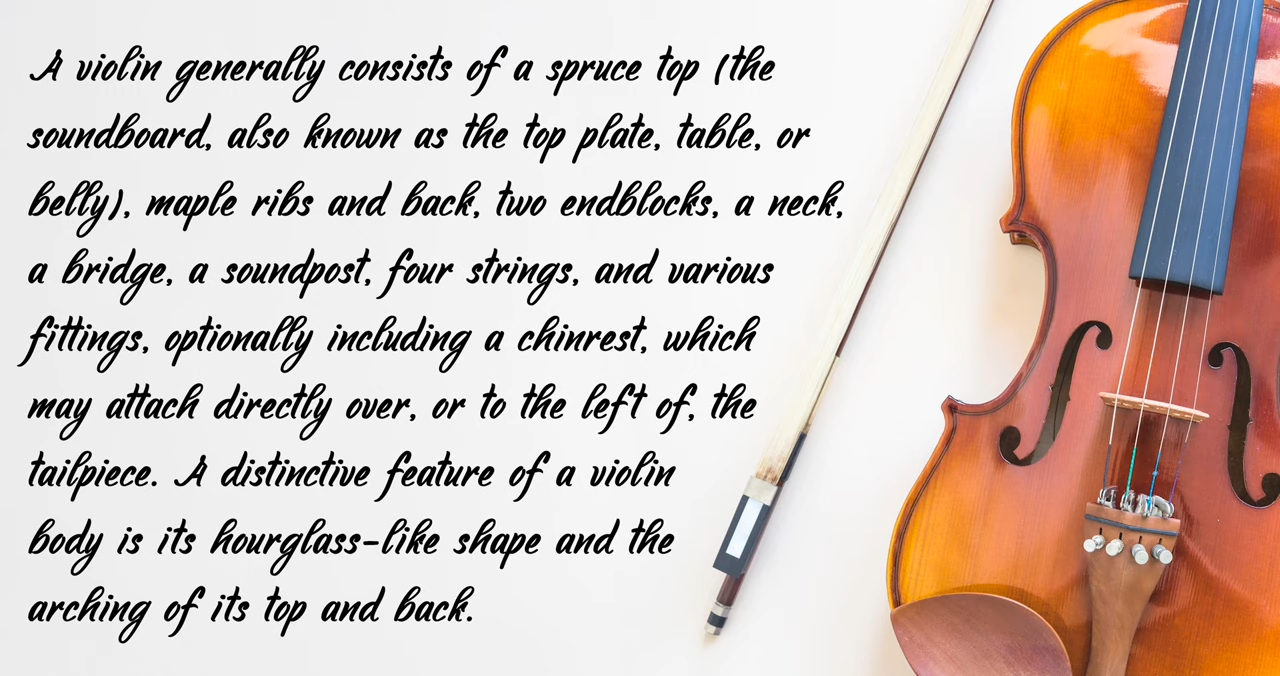 A violin generally consists of a spruce top (the
soundboard, also known as the top plate, table, or
belly), maple ribs and back, two endblocks, a neck,
a bridge, a soundpost, four strings, and various
fittings, optionally including a chinrest, which
may attach directly over, or to the left of, the
tailpiece. A distinctive feature of a violin
body is its hourglass-like shape and the
arching of its top and back.